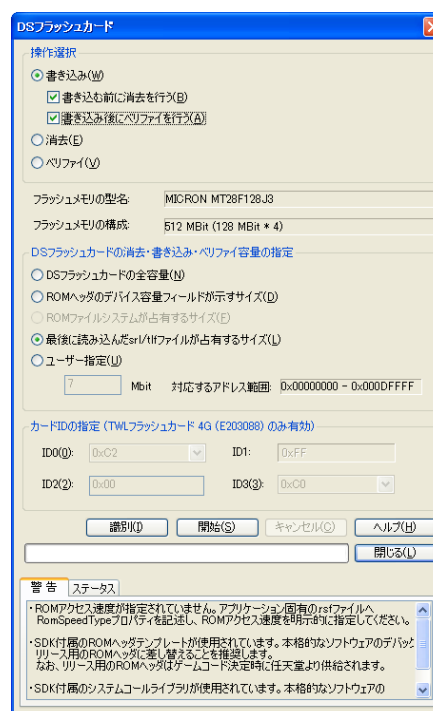 DSフラッシュカード
操作選択
書き込み(W)
書き込む前に消去を行う(B)
書き込み後にベリファイを行う(A)
消去(E)
ベリファイ(V)
フラッシュメモリの型名: MICRON MT28F128J3
フラッシュメモリの構成: 512 MBit (128 MBit * 4)
DSフラッシュカードの消去・書き込み・ベリファイ容量の指定
DSフラッシュカードの全容量(N)
ROMヘッダのデバイス容量フィールドが示すサイズ(D)
ROMファイルシステムが占有するサイズ(F)
最後に読み込んだsrl/tlfファイルが占有するサイズ(L)
ユーザー指定(U)
7 Mbit 対応するアドレス範囲: 0x00000000 - 0x000DFFFF
カードIDの指定 (TWLフラッシュカード 4G (E203088) のみ有効)
ID0(0): 0xC2 ID1: 0xFF
ID2(2): 0x00 ID3(3): 0xC0
識別(I) 開始(S) キャンセル(C) ヘルプ(H)
閉じる(L)
警告 ステータス
・ROMアクセス速度が指定されていません。アプリケーション固有のrsfファイルへ
RomSpeedTypeプロパティを記述し、ROMアクセス速度を明示的に指定してください。
・SDK付属のROMヘッダテンプレートが使用されています。本格的なソフトウェアのデバッグ
リリース用のROMヘッダに差し替えることを推奨します。
なお、リリース用のROMヘッダはゲームコード決定時に任天堂より供給されます。
・SDK付属のシステムコールライブラリが使用されています。本格的なソフトウェアの